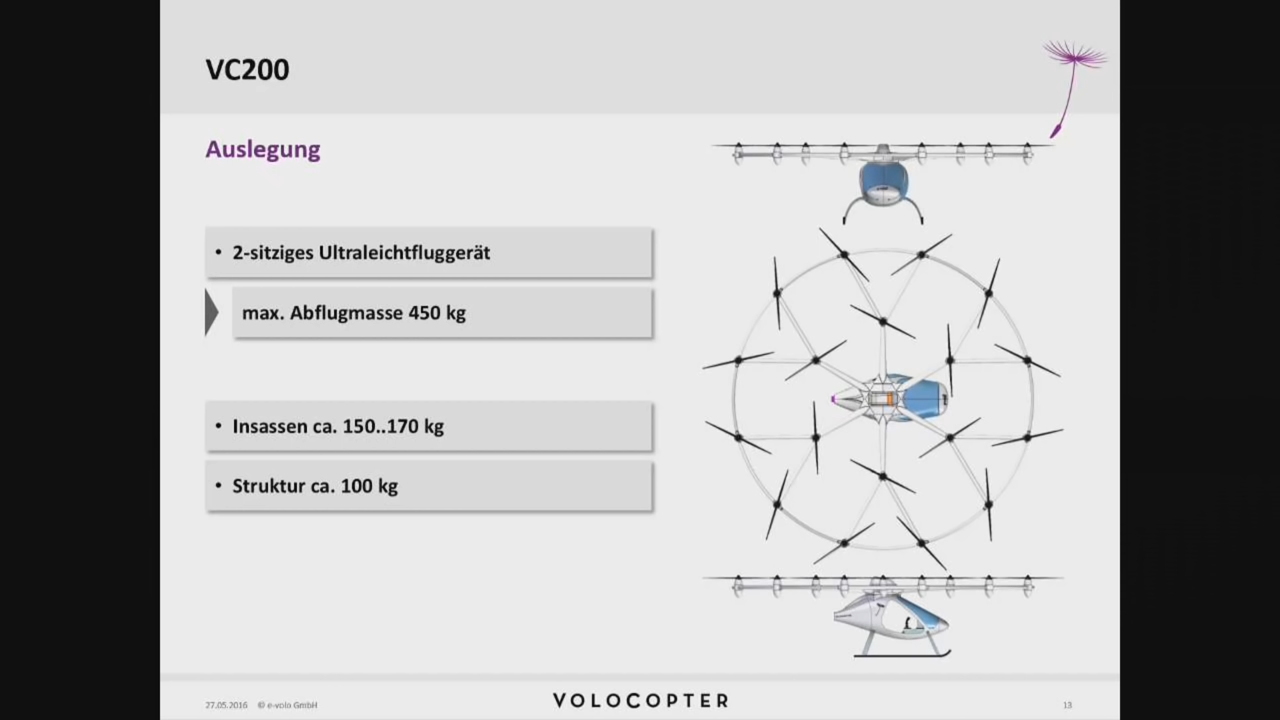 VC200
Auslegung
• 2-sitziges Ultraleichtfluggerät
max. Abflugmasse 450 kg
• Insassen ca. 150..170 kg
• Struktur ca. 100 kg
27.05.2016 © e-volo GmbH
VOLOCOPTER
13